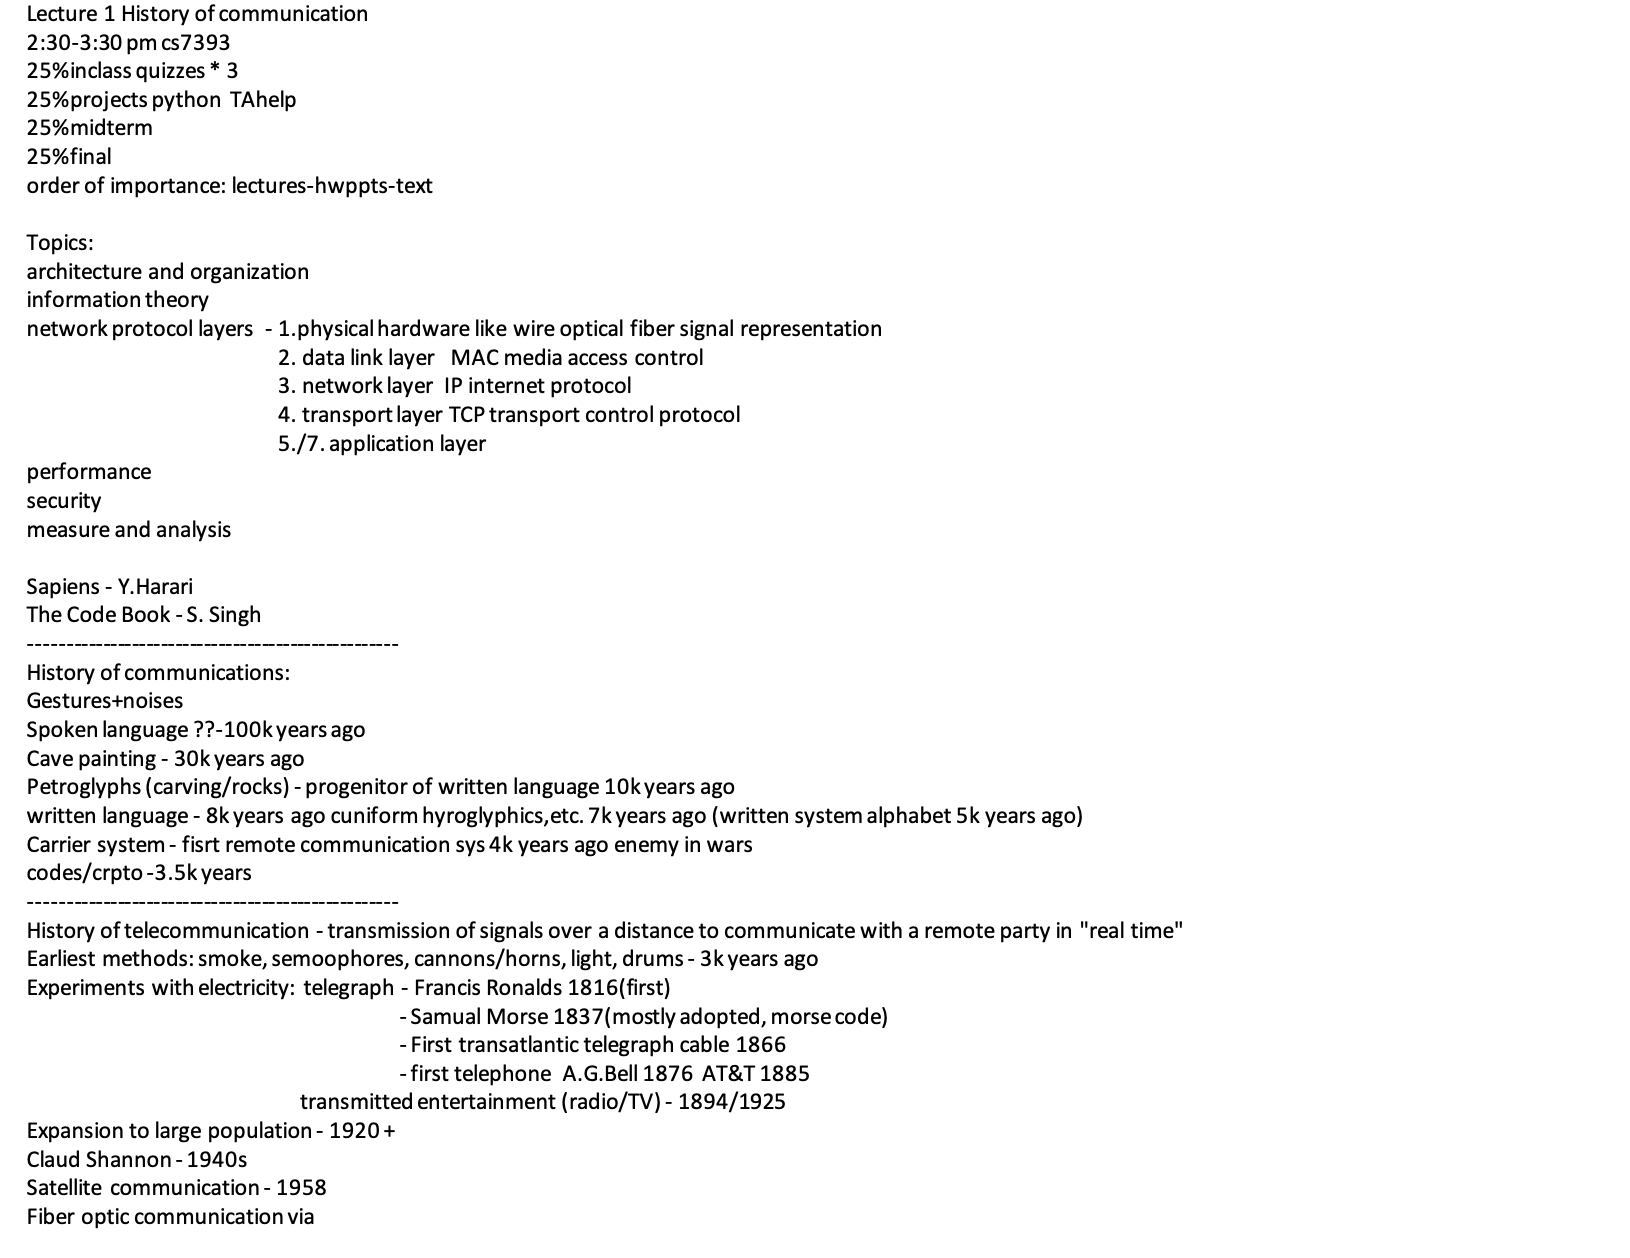 Lecture 1 History of communication
2:30-3:30 pm cs7393
25%inclass quizzes * 3
25%projects python  TAhelp
25%midterm
25%final
order of importance: lectures-hwppts-text
Topics:
architecture and organization
information theory
network protocol layers  - 1.physical hardware like wire optical fiber signal representation
2. data link layer   MAC media access control
3. network layer  IP internet protocol
4. transport layer TCP transport control protocol
5./7. application layer
performance
security
measure and analysis
Sapiens - Y.Harari
The Code Book - S. Singh
--------------------------------------------------
History of communications:
Gestures+noises
Spoken language ??-100k years ago
Cave painting - 30k years ago
Petroglyphs (carving/rocks) - progenitor of written language 10k years ago
written language - 8k years ago cuniform hyroglyphics,etc. 7k years ago (written system alphabet 5k years ago)
Carrier system - fisrt remote communication sys 4k years ago enemy in wars
codes/crpto -3.5k years
--------------------------------------------------
History of telecommunication - transmission of signals over a distance to communicate with a remote party in "real time"
Earliest methods: smoke, semoophores, cannons/horns, light, drums - 3k years ago
Experiments with electricity:  telegraph - Francis Ronalds 1816(first)
- Samual Morse 1837(mostly adopted, morse code)
- First transatlantic telegraph cable 1866
- first telephone  A.G.Bell 1876  AT&T 1885
transmitted entertainment (radio/TV) - 1894/1925
Expansion to large population - 1920 +
Claud Shannon - 1940s
Satellite communication - 1958
Fiber optic communication via